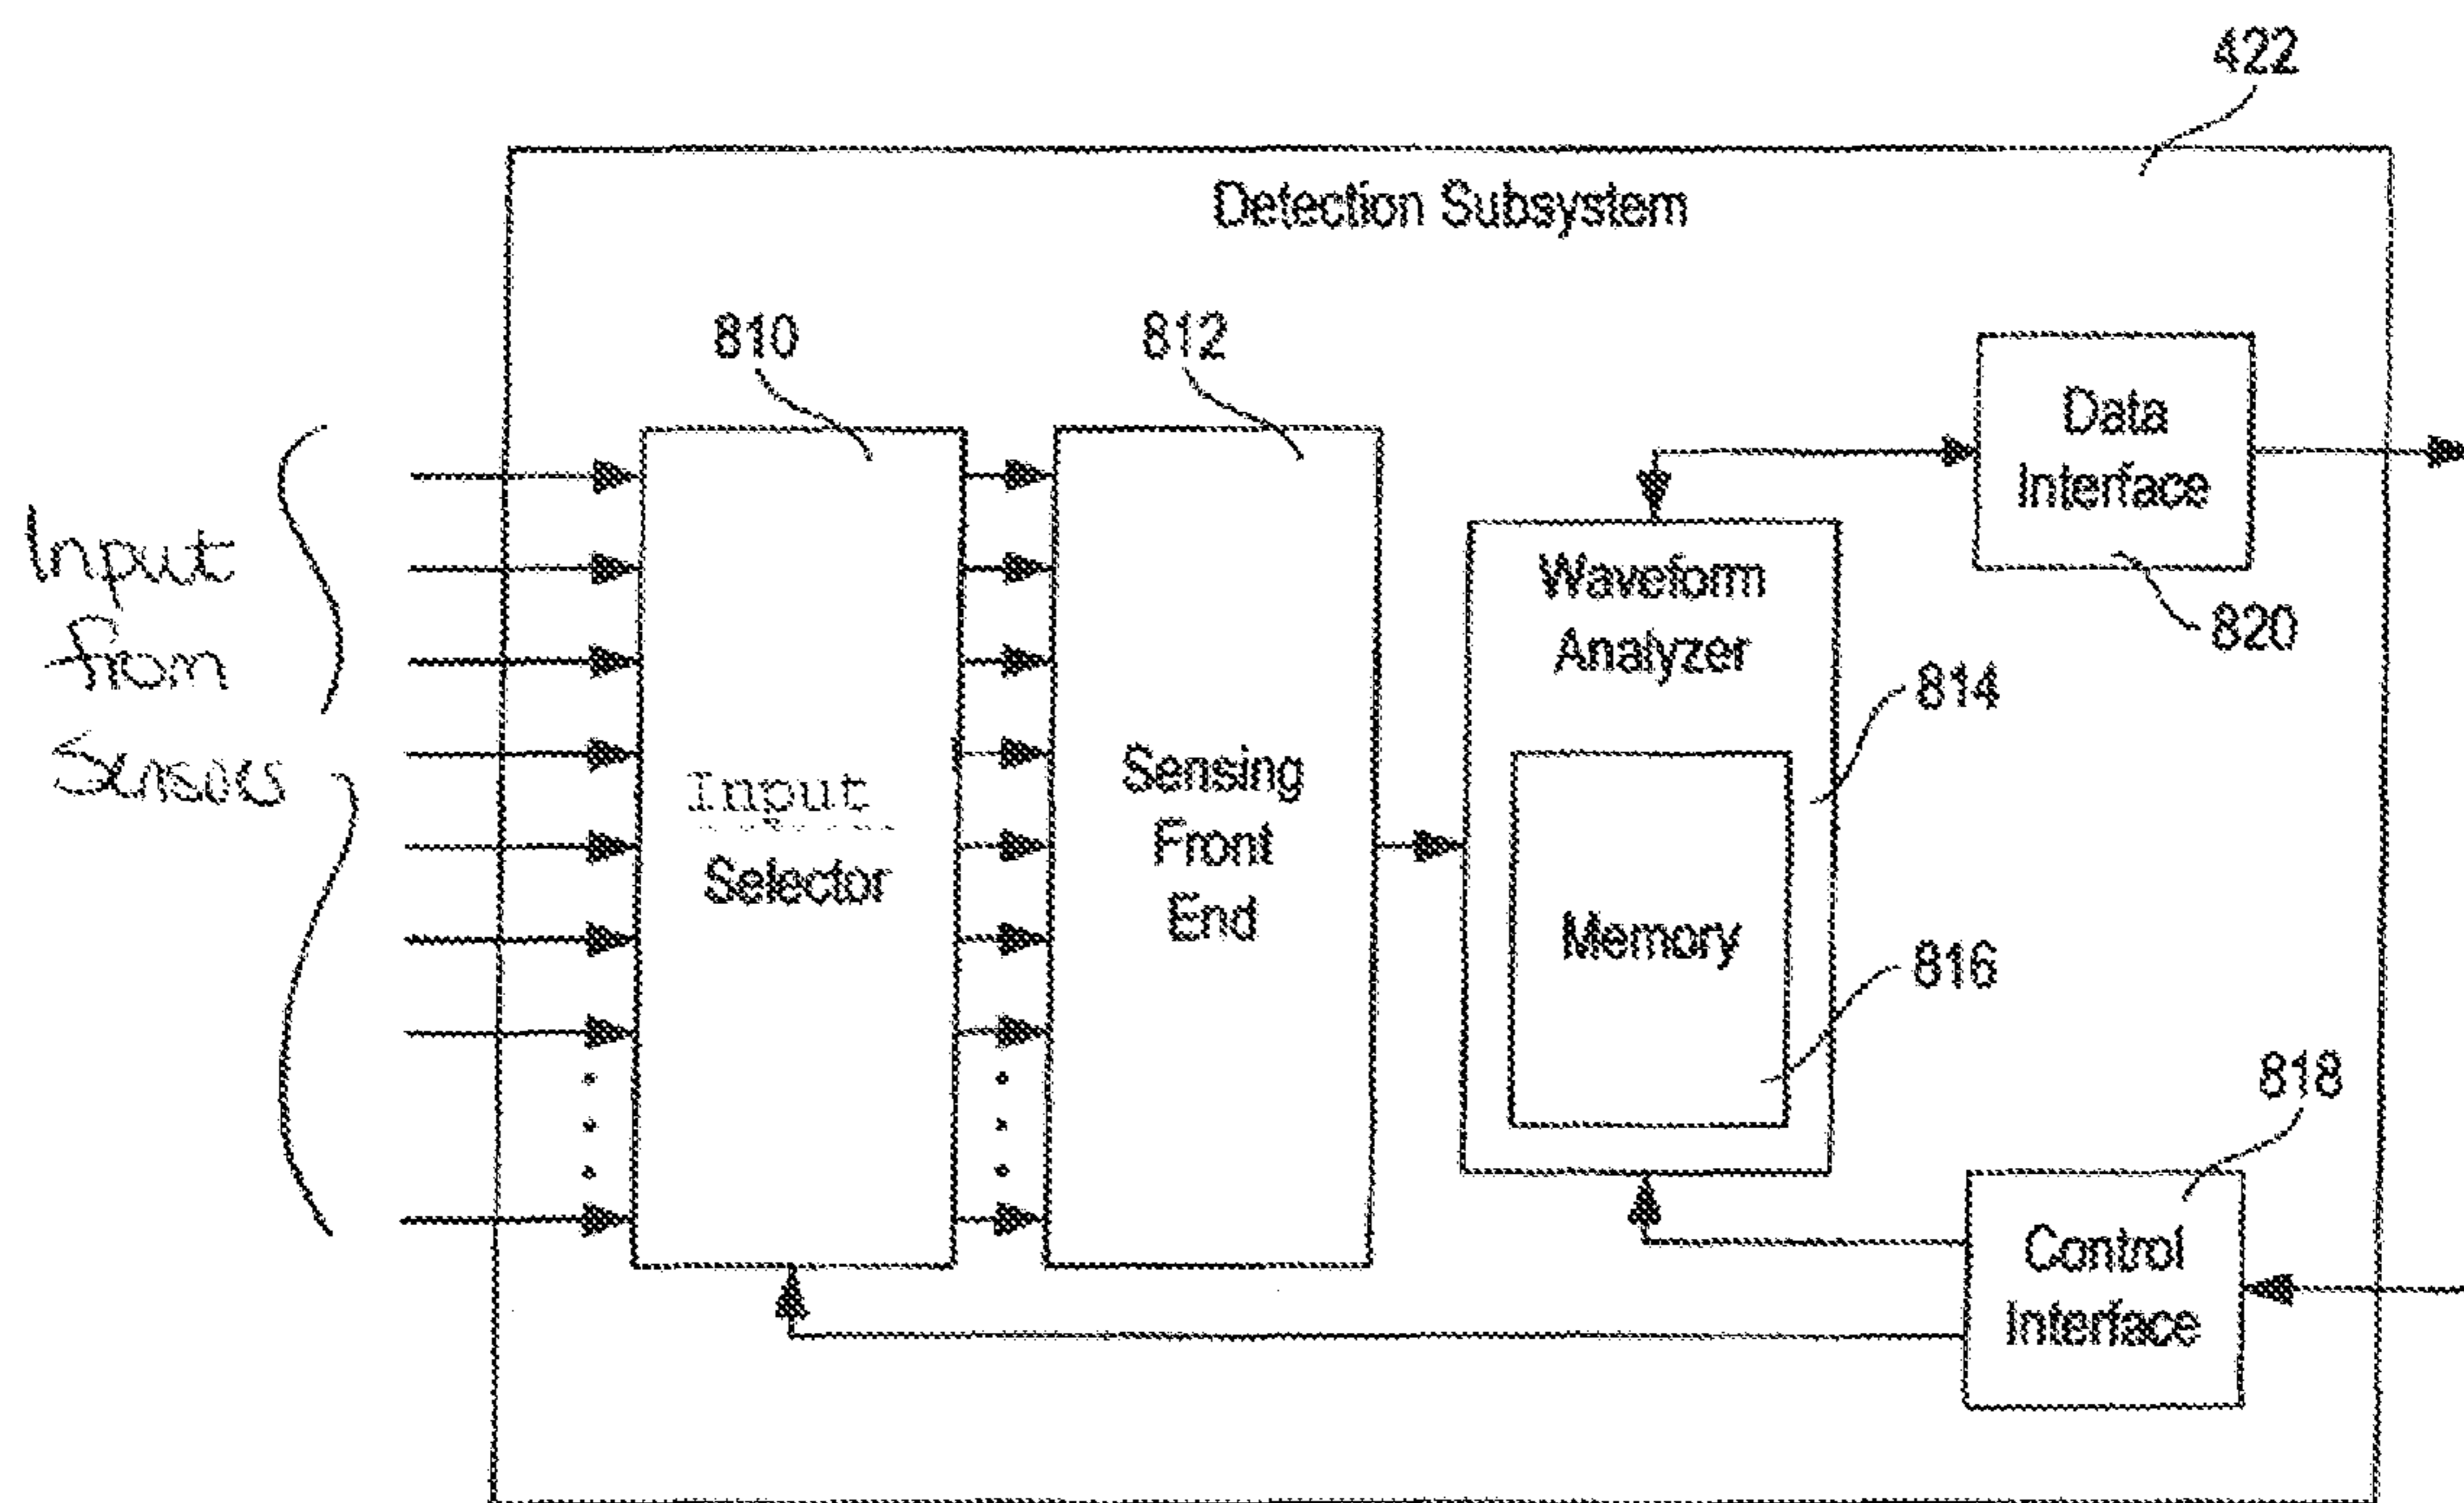 422
Detection Subsystem
810
812
Data
Interface
820
Input
from
Sensors
Waveform
Analyzer
814
Input
Selector
Sensing
Front
End
Memory
816
818
Control
Interface